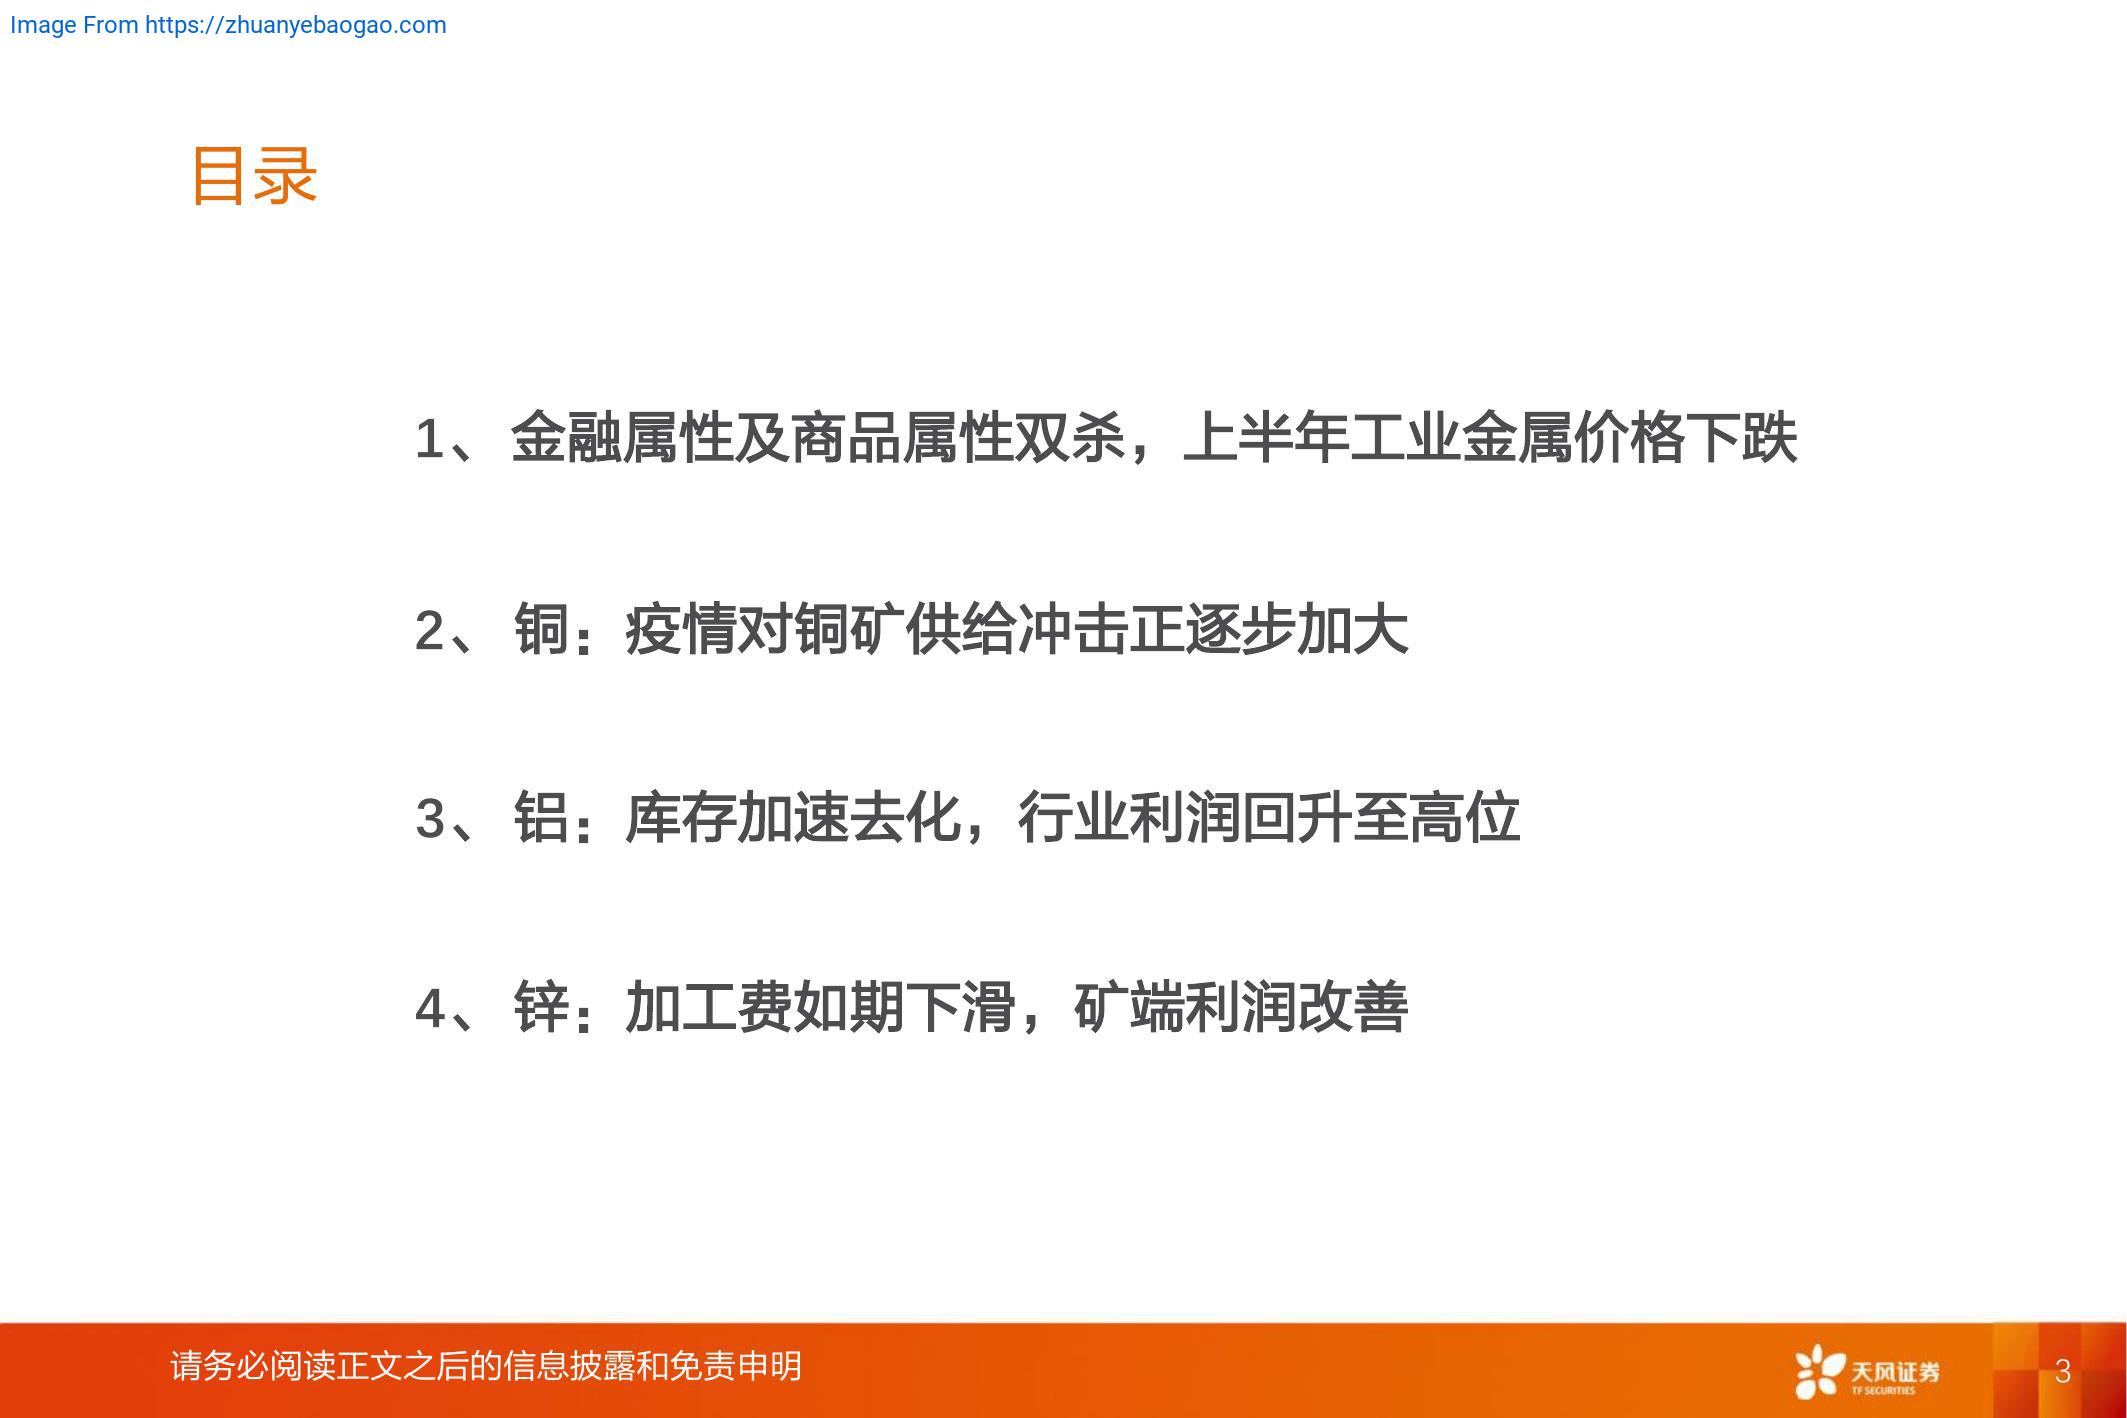 Image From https://zhuanyebaogao.com
目录
1、 金融属性及商品属性双杀，上半年工业金属价格下跌
2、 铜：疫情对铜矿供给冲击正逐步加大
3、 铝：库存加速去化，行业利润回升至高位
4、 锌：加工费如期下滑，矿端利润改善
请务必阅读正文之后的信息披露和免责申明
天风证券
TF SECURITIES
3